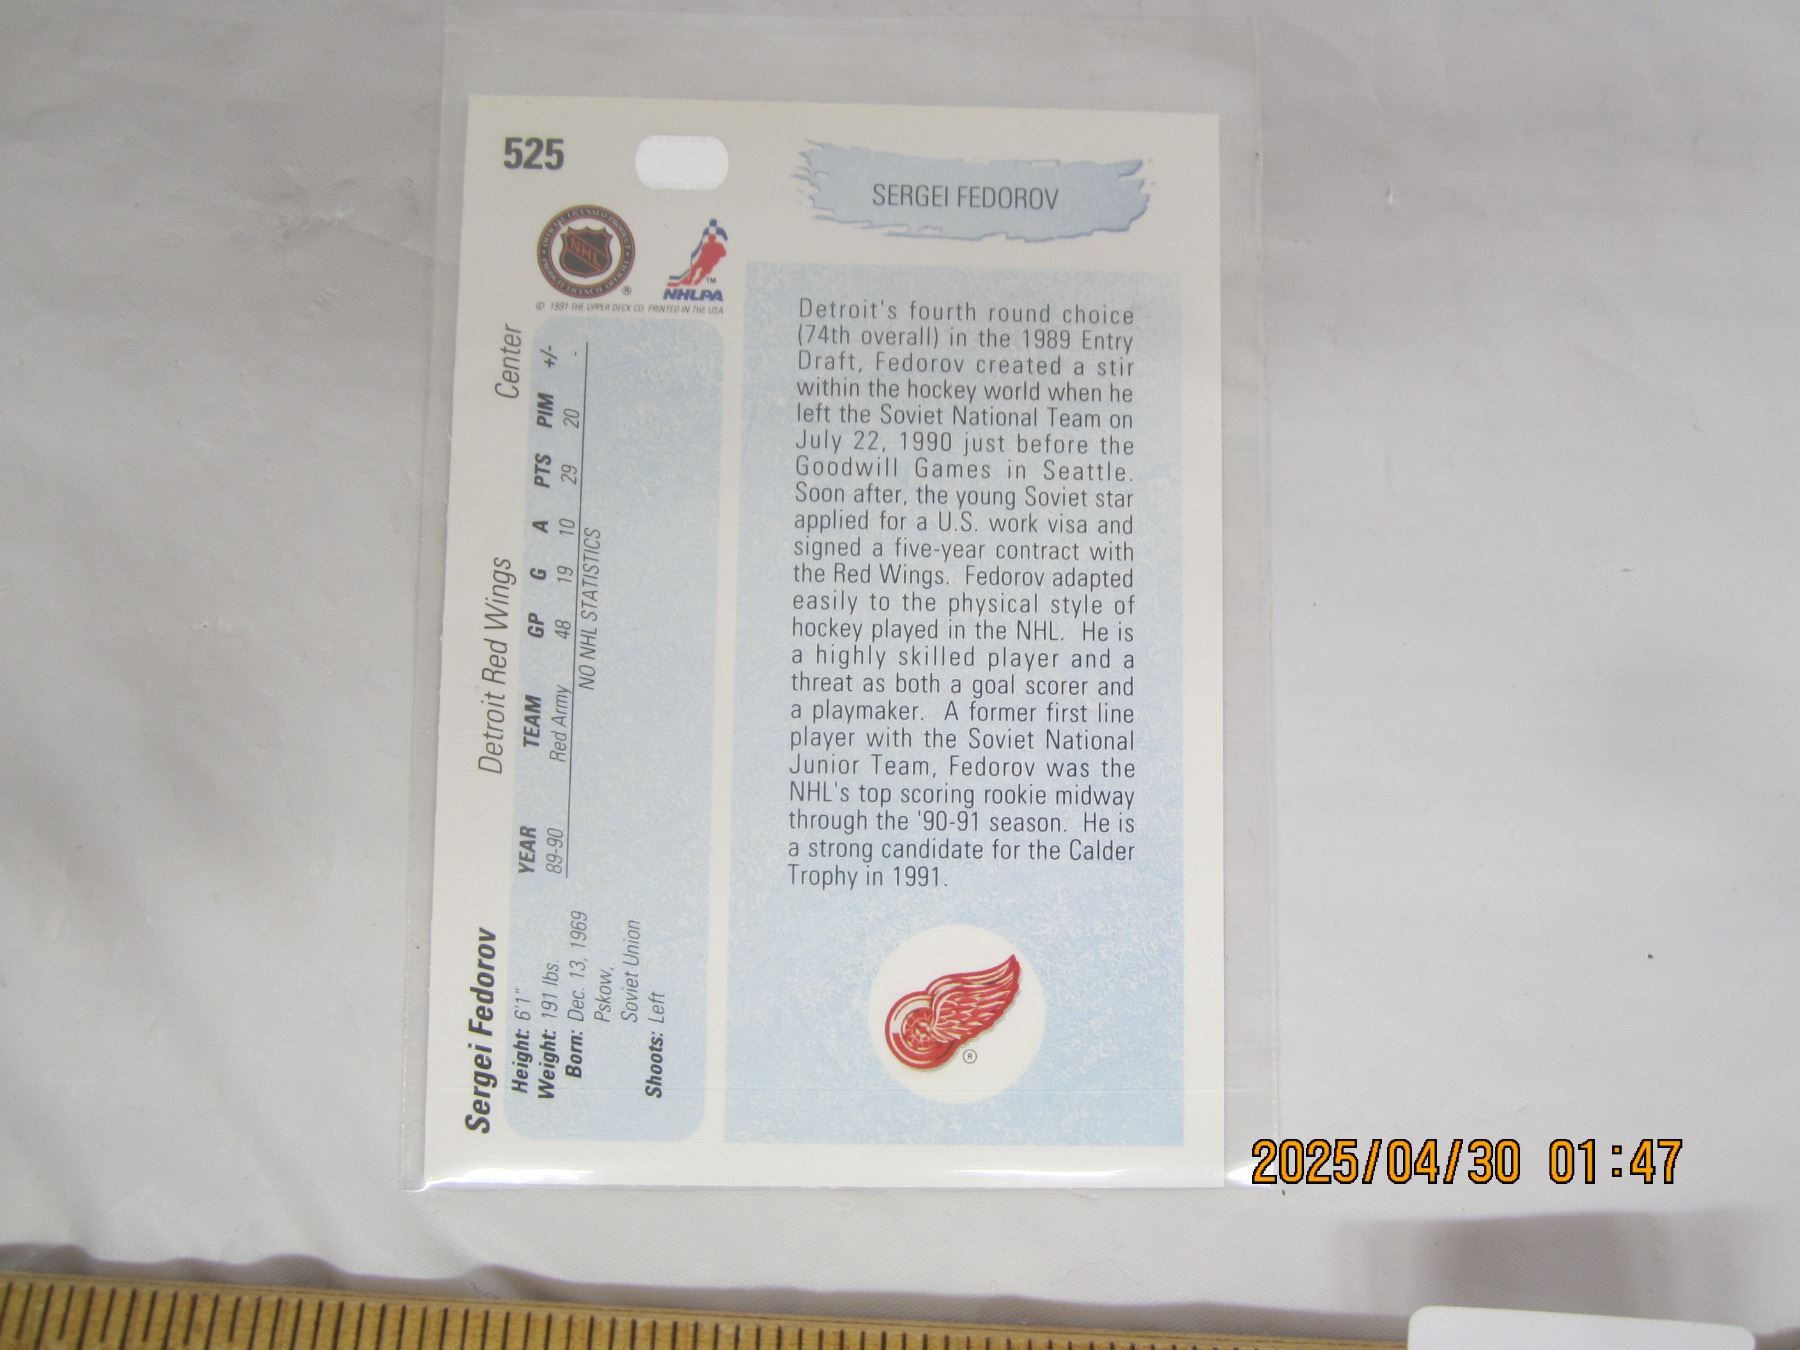 525
SERGEI FEDOROV
NHL
NHLPA
© 1991 THE UPPER DECK CO. PRINTED IN THE USA
Detroit's fourth round choice
(74th overall) in the 1989 Entry
Draft, Fedorov created a stir
within the hockey world when he
left the Soviet National Team on
July 22, 1990 just before the
Goodwill Games in Seattle.
Soon after, the young Soviet star
applied for a U.S. work visa and
signed a five-year contract with
the Red Wings. Fedorov adapted
easily to the physical style of
hockey played in the NHL. He is
a highly skilled player and a
threat as both a goal scorer and
a playmaker. A former first line
player with the Soviet National
Junior Team, Fedorov was the
NHL's top scoring rookie midway
through the '90-91 season. He is
a strong candidate for the Calder
Trophy in 1991.
Sergei Fedorov Detroit Red Wings Center
Height: 6'1"
Weight: 191 lbs.
Born: Dec. 13, 1969
Pskow,
Soviet Union
Shoots: Left
YEAR TEAM GP G A PTS PIM +/-
89-90 Red Army 48 19 10 29 20 -
NO NHL STATISTICS
2025/04/30 01:47